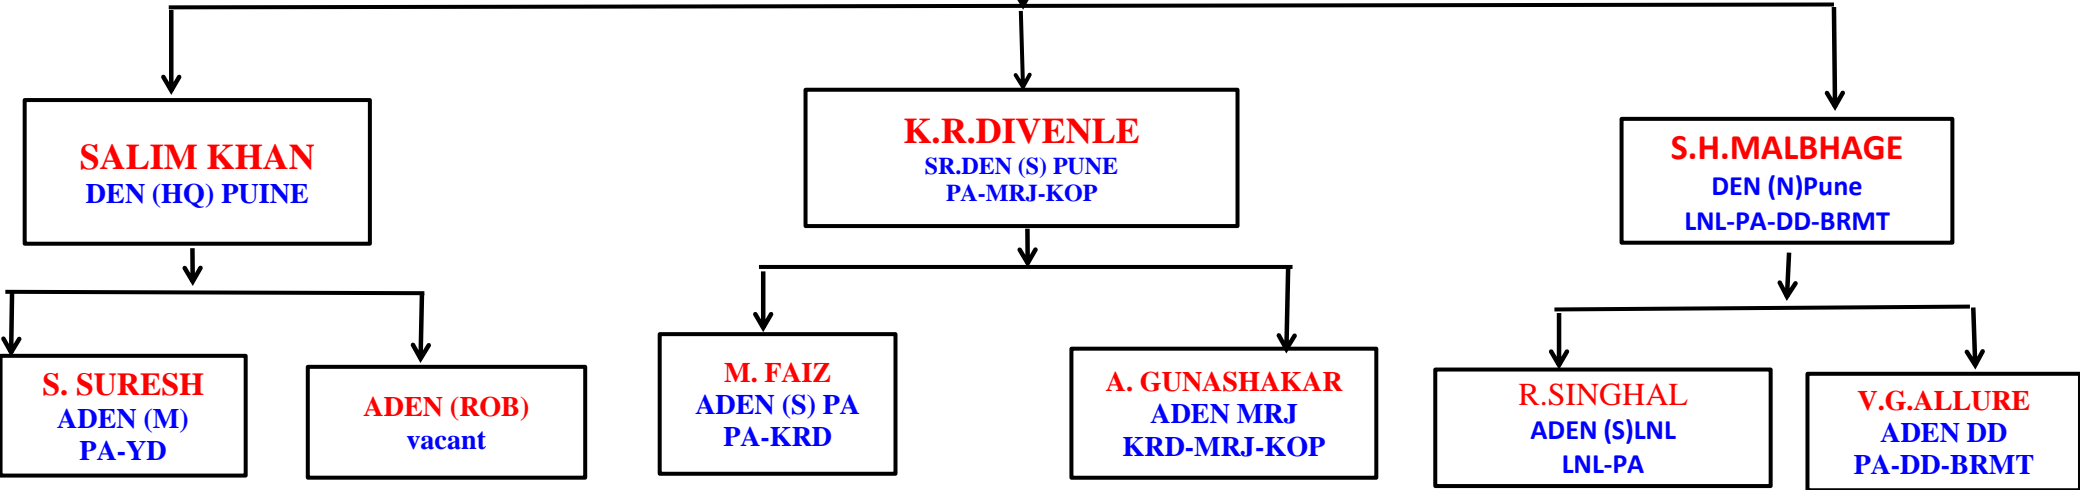 SALIM KHAN
DEN (HQ) PUINE
K.R.DIVENLE
SR.DEN (S) PUNE
PA-MRJ-KOP
S.H.MALBHAGE
DEN (N)Pune
LNL-PA-DD-BRMT
S. SURESH
ADEN (M)
PA-YD
ADEN (ROB)
vacant
M. FAIZ
ADEN (S) PA
PA-KRD
A. GUNASHAKAR
ADEN MRJ
KRD-MRJ-KOP
R.SINGHAL
ADEN (S)LNL
LNL-PA
V.G.ALLURE
ADEN DD
PA-DD-BRMT